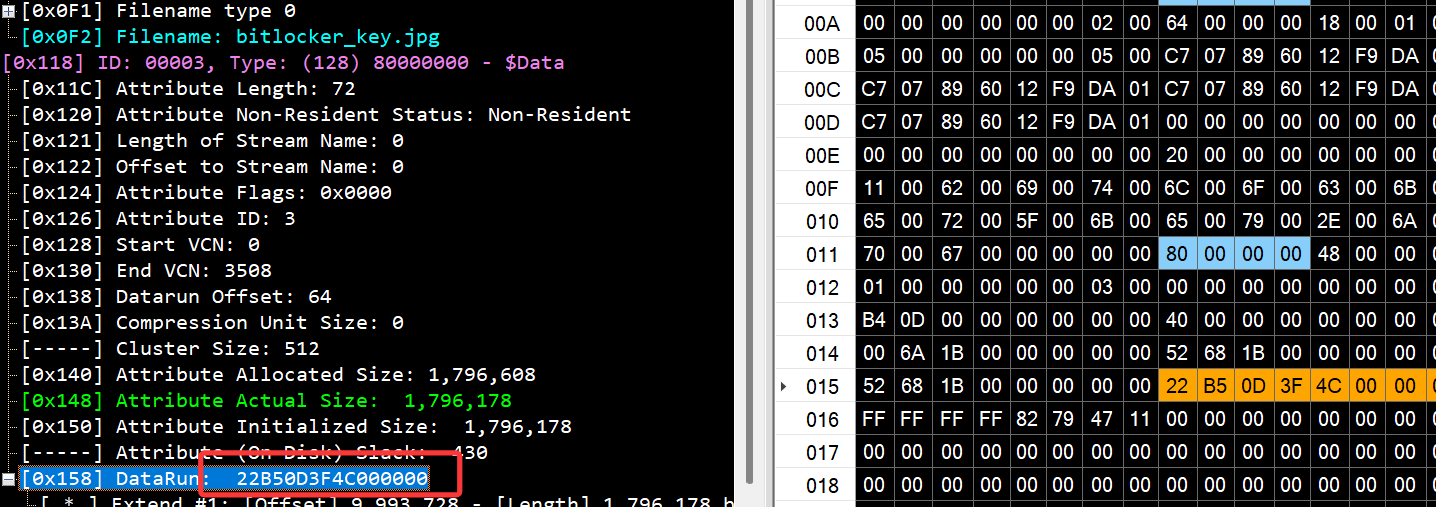 [0x0F1] Filename type 0
[0x0F2] Filename: bitlocker_key.jpg
[0x118] ID: 00003, Type: (128) 80000000 - $Data
[0x11C] Attribute Length: 72
[0x120] Attribute Non-Resident Status: Non-Resident
[0x121] Length of Stream Name: 0
[0x122] Offset to Stream Name: 0
[0x124] Attribute Flags: 0x0000
[0x126] Attribute ID: 3
[0x128] Start VCN: 0
[0x130] End VCN: 3508
[0x138] Datarun Offset: 64
[0x13A] Compression Unit Size: 0
[-----] Cluster Size: 512
[0x140] Attribute Allocated Size: 1,796,608
[0x148] Attribute Actual Size: 1,796,178
[0x150] Attribute Initialized Size: 1,796,178
[-----] Attribute (On Disk) Slack: 430
[0x158] DataRun: 22B50D3F4C000000
[ * ] Extend #1: [Offset] 9,993,728 - [Length] 1,796,178 b
00A 00 00 00 00 00 00 02 00 64 00 00 00 18 00 01
00B 05 00 00 00 00 00 05 00 C7 07 89 60 12 F9 DA
00C C7 07 89 60 12 F9 DA 01 C7 07 89 60 12 F9 DA
00D C7 07 89 60 12 F9 DA 01 00 00 00 00 00 00 00
00E 00 00 00 00 00 00 00 00 20 00 00 00 00 00 00
00F 11 00 62 00 69 00 74 00 6C 00 6F 00 63 00 6B
010 65 00 72 00 5F 00 6B 00 65 00 79 00 2E 00 6A
011 70 00 67 00 00 00 00 00 80 00 00 00 48 00 00
012 01 00 00 00 00 00 03 00 00 00 00 00 00 00 00
013 B4 0D 00 00 00 00 00 00 40 00 00 00 00 00 00
014 00 6A 1B 00 00 00 00 00 52 68 1B 00 00 00 00
015 52 68 1B 00 00 00 00 00 22 B5 0D 3F 4C 00 00
016 FF FF FF FF 82 79 47 11 00 00 00 00 00 00 00
017 00 00 00 00 00 00 00 00 00 00 00 00 00 00 00
018 00 00 00 00 00 00 00 00 00 00 00 00 00 00 00